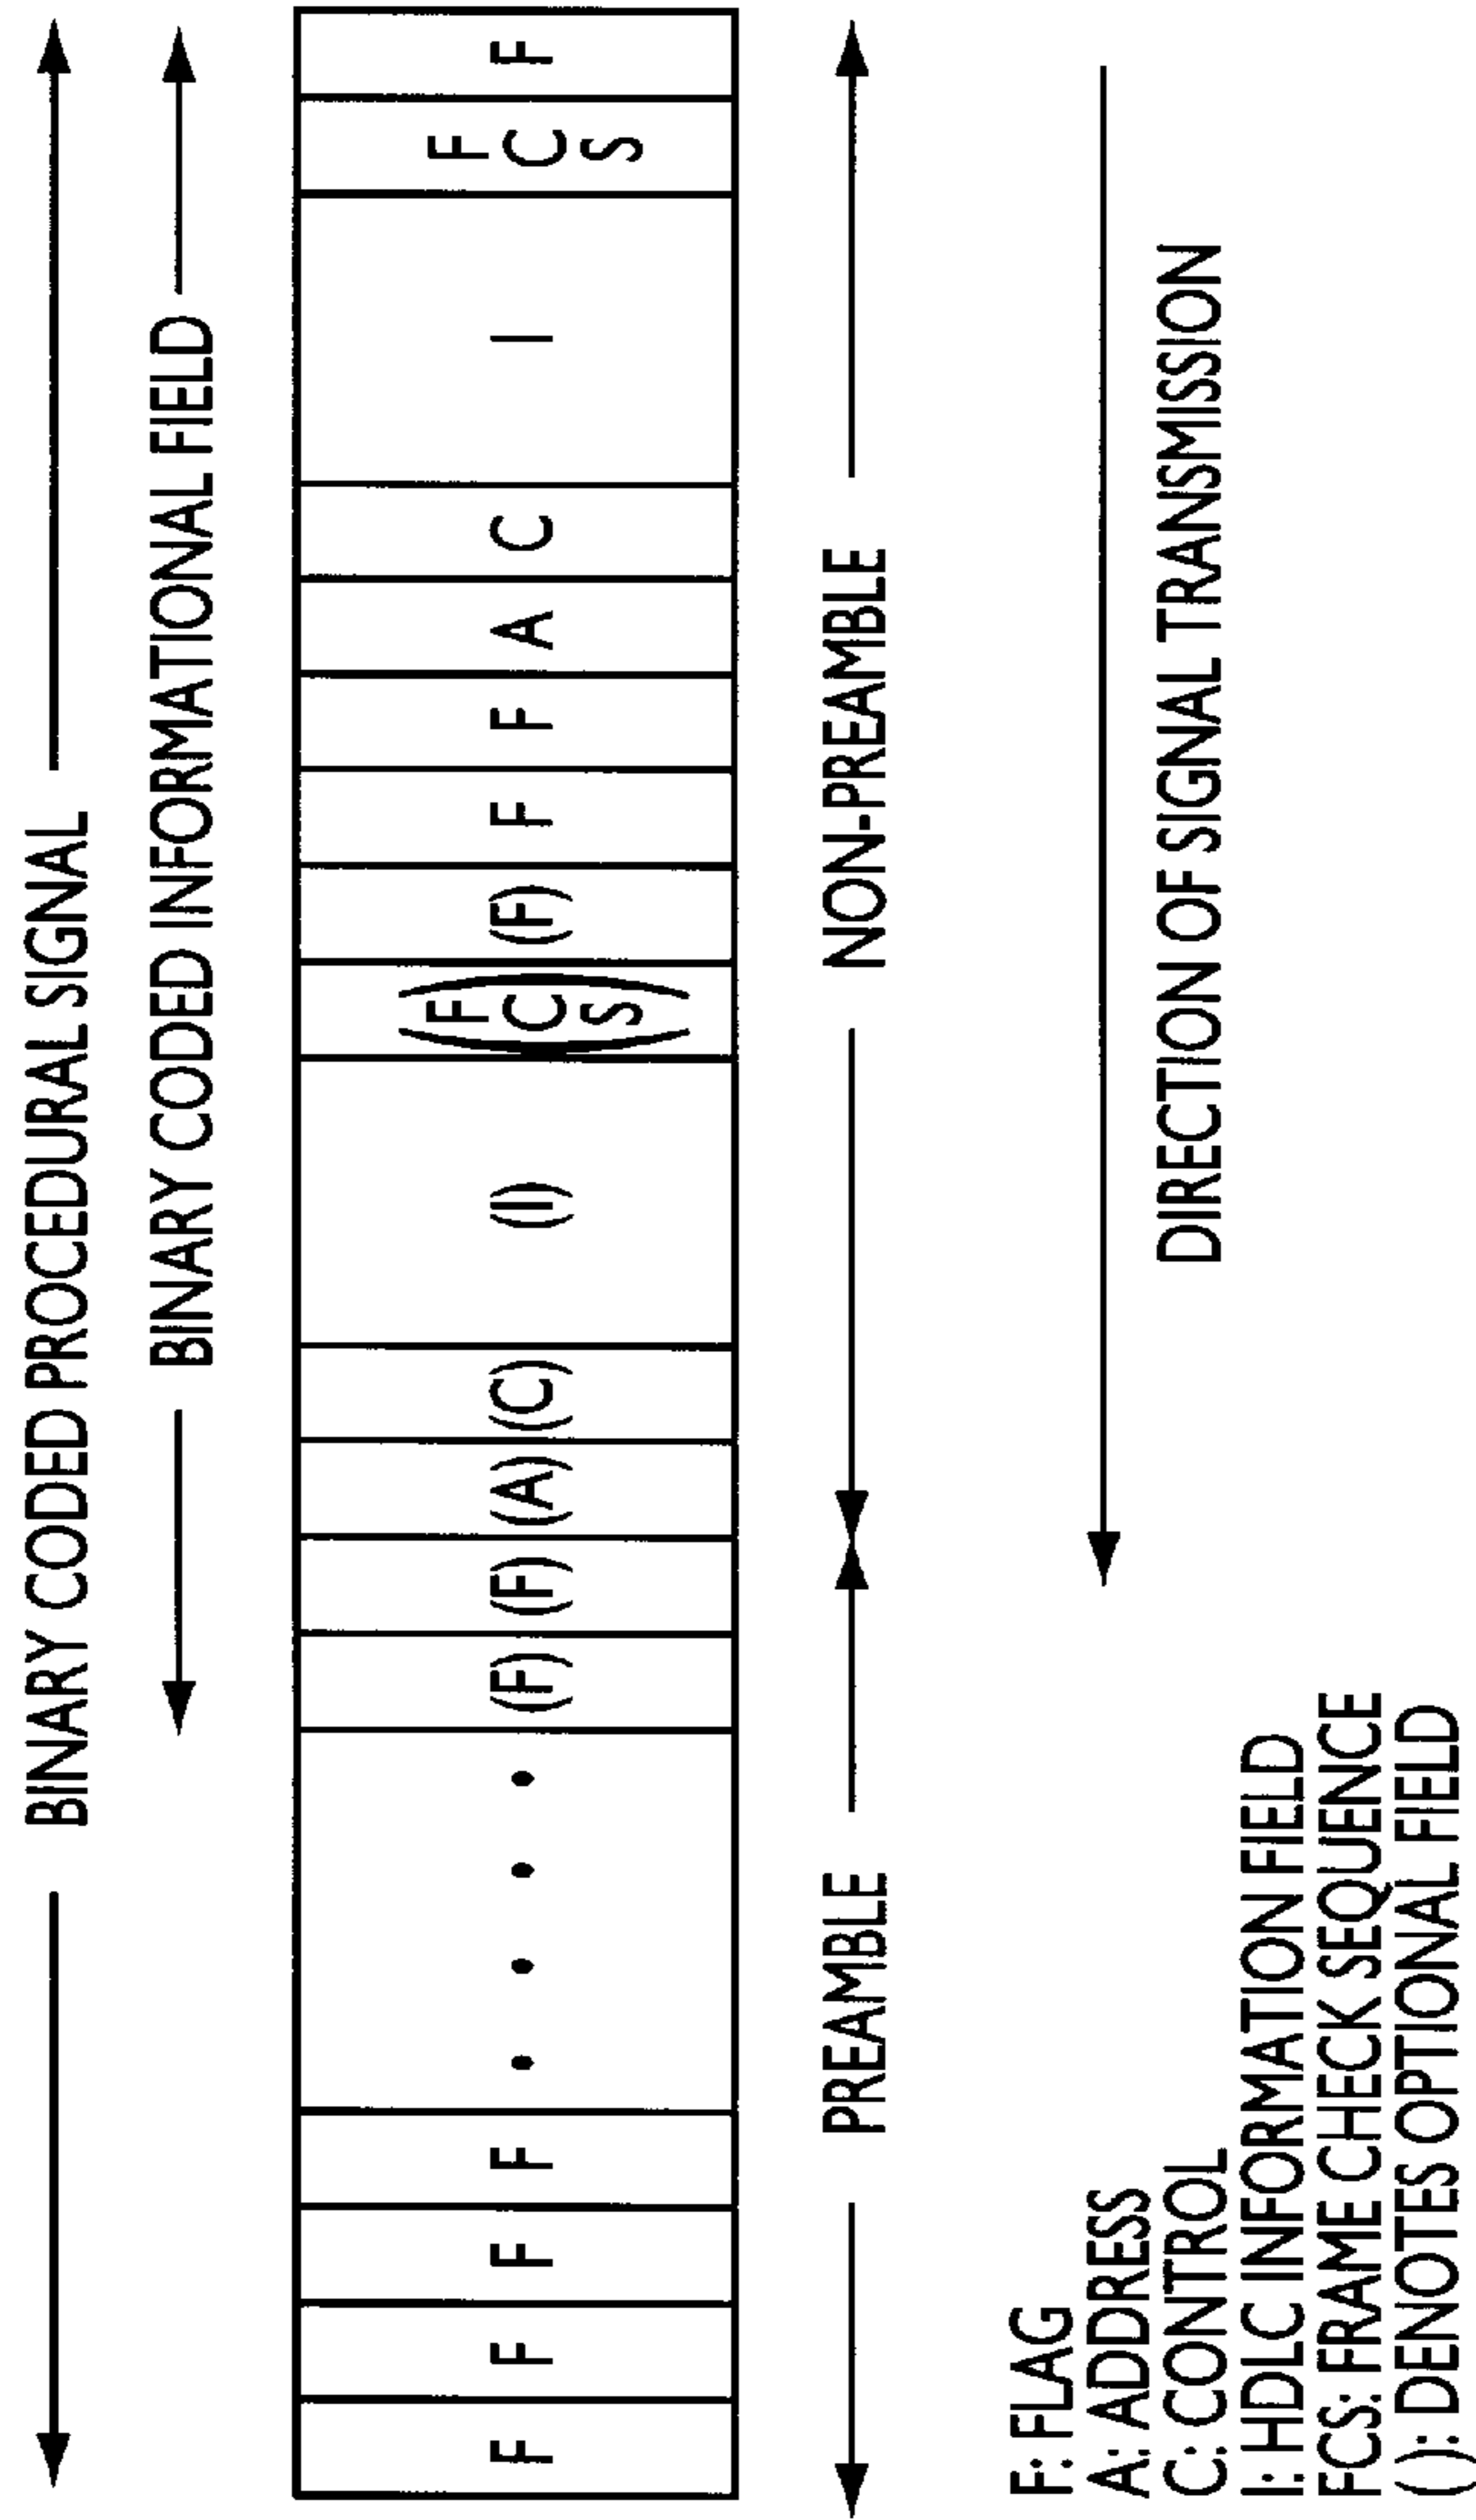 BINARY CODED PROCEDURAL SIGNAL
BINARY CODED INFORMATIONAL FIELD
F F F F • • • • (F) (F) (A) (C) (I) (FCS) (F) F F A C I FCS F
PREAMBLE NON-PREAMBLE
DIRECTION OF SIGNAL TRANSMISSION
F: FLAG
A: ADDRESS
C: CONTROL
I: HDLC INFORMATION FIELD
FCS: FRAME CHECK SEQUENCE
( ): DENOTES OPTIONAL FIELD